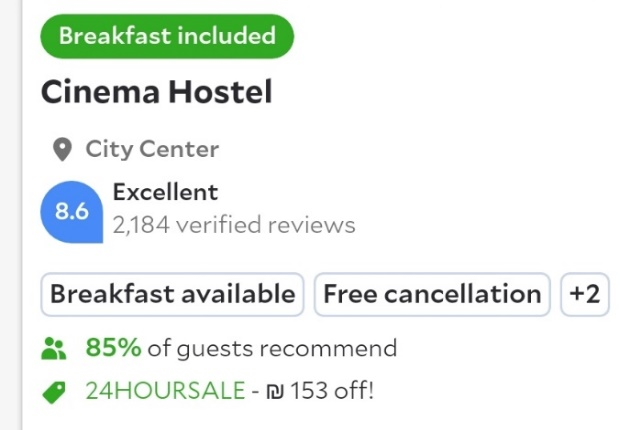 Breakfast included
Cinema Hostel
City Center
8.6
Excellent
2,184 verified reviews
Breakfast available
Free cancellation
+2
85% of guests recommend
24HOURSALE - ₪ 153 off!